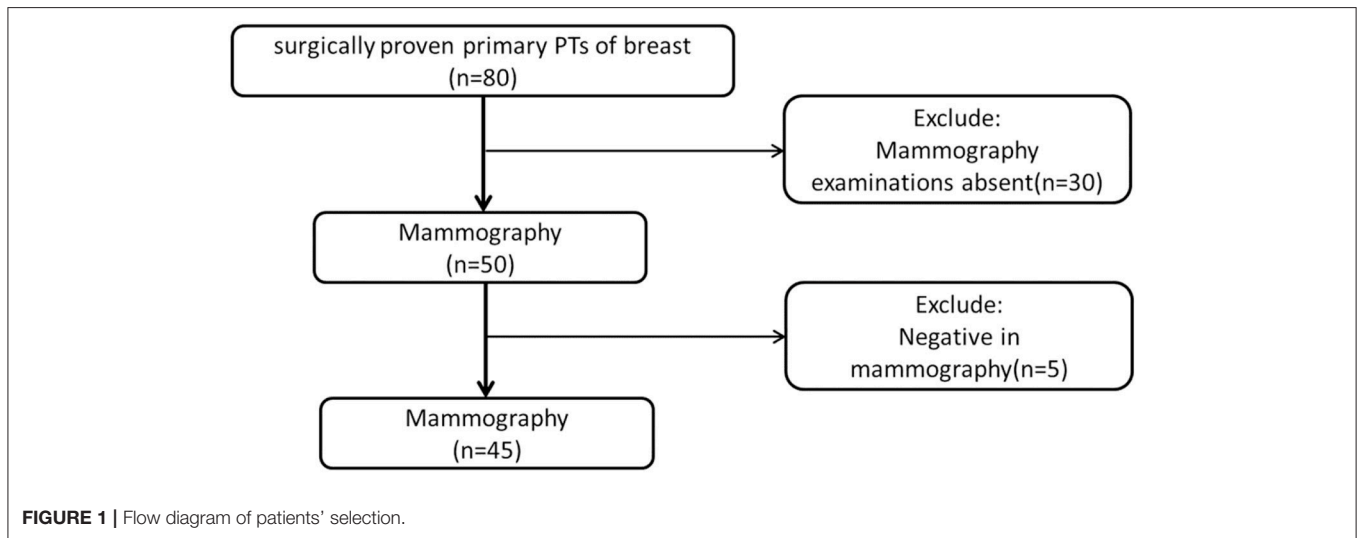 surgically proven primary PTs of breast
(n=80)
Exclude:
Mammography
examinations absent(n=30)
Mammography
(n=50)
Exclude:
Negative in
mammography(n=5)
Mammography
(n=45)
FIGURE 1 | Flow diagram of patients' selection.